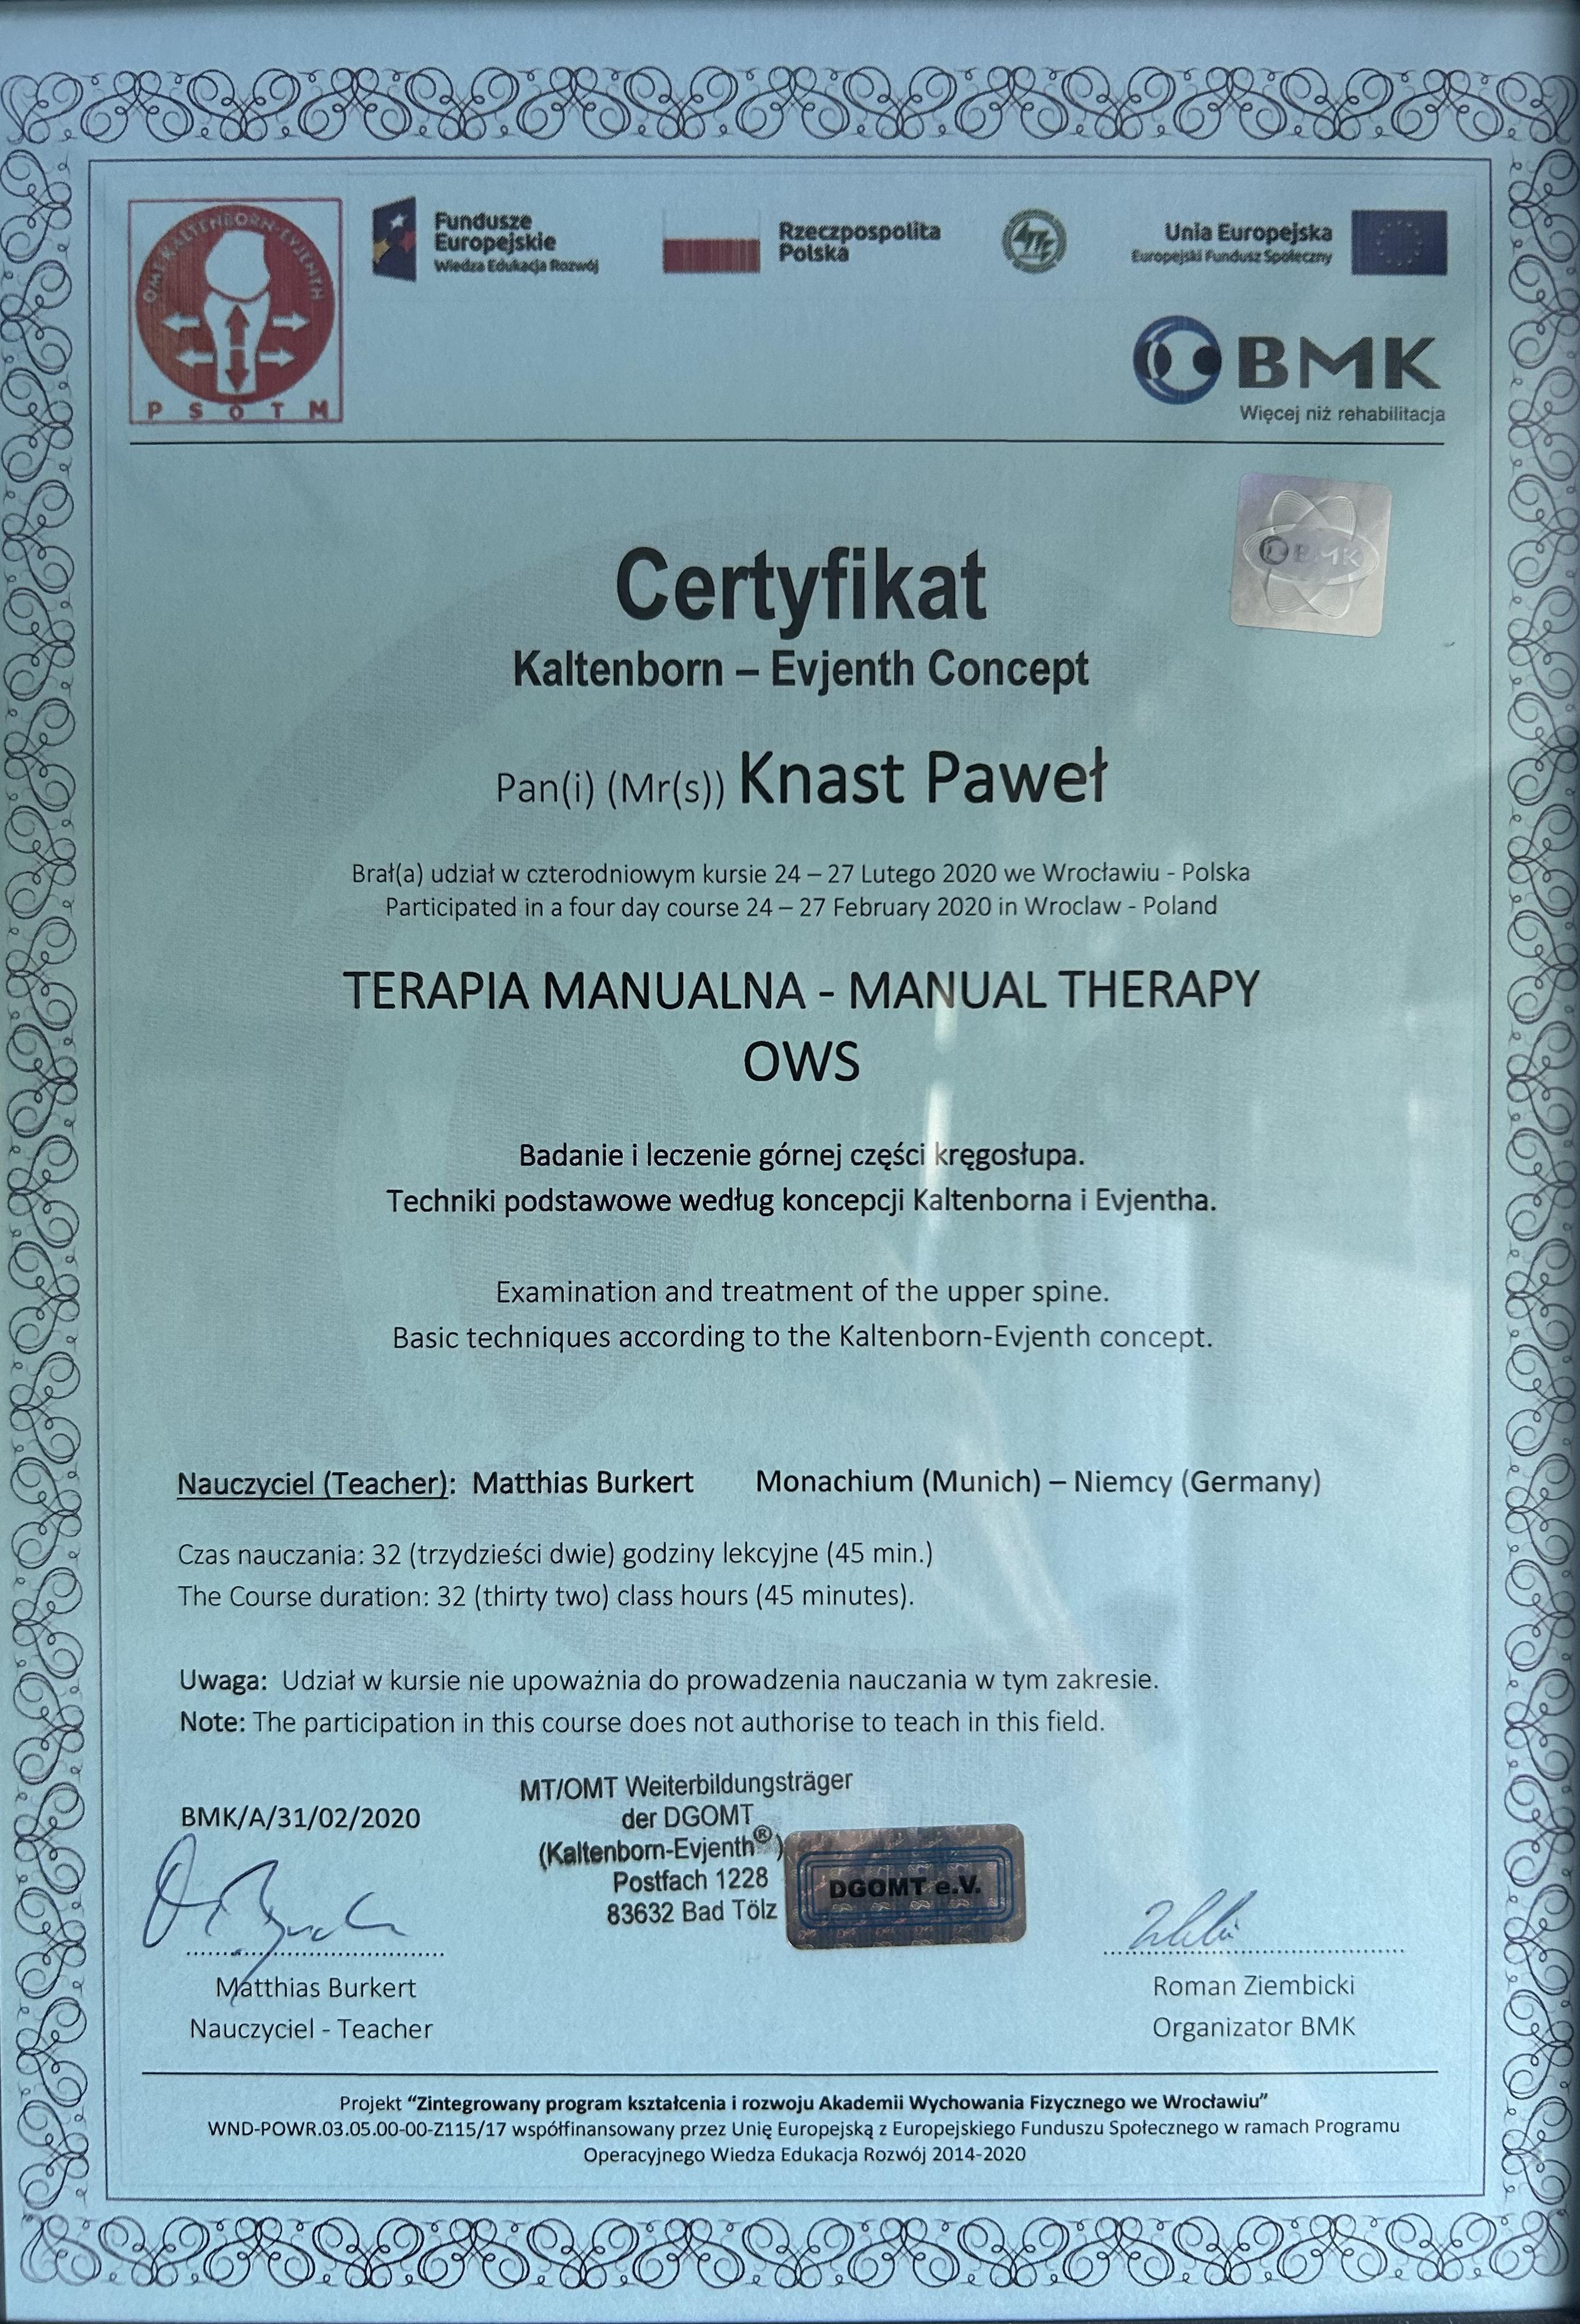 OMT KALTENBORN-EVJENTH
PSOTM
Fundusze
Europejskie
Wiedza Edukacja Rozwój
Rzeczpospolita
Polska
Unia Europejska
Europejski Fundusz Społeczny
BMK
Więcej niż rehabilitacja
BMK
Certyfikat
Kaltenborn – Evjenth Concept
Pan(i) (Mr(s)) Knast Paweł
Brał(a) udział w czterodniowym kursie 24 – 27 Lutego 2020 we Wrocławiu - Polska
Participated in a four day course 24 – 27 February 2020 in Wroclaw - Poland
TERAPIA MANUALNA - MANUAL THERAPY
OWS
Badanie i leczenie górnej części kręgosłupa.
Techniki podstawowe według koncepcji Kaltenborna i Evjentha.
Examination and treatment of the upper spine.
Basic techniques according to the Kaltenborn-Evjenth concept.
Nauczyciel (Teacher): Matthias Burkert Monachium (Munich) – Niemcy (Germany)
Czas nauczania: 32 (trzydzieści dwie) godziny lekcyjne (45 min.)
The Course duration: 32 (thirty two) class hours (45 minutes).
Uwaga: Udział w kursie nie upoważnia do prowadzenia nauczania w tym zakresie.
Note: The participation in this course does not authorise to teach in this field.
BMK/A/31/02/2020
MT/OMT Weiterbildungsträger
der DGOMT
(Kaltenborn-Evjenth®)
Postfach 1228
83632 Bad Tölz
DGOMT e.V.
Matthias Burkert
Nauczyciel - Teacher
Roman Ziembicki
Organizator BMK
Projekt “Zintegrowany program kształcenia i rozwoju Akademii Wychowania Fizycznego we Wrocławiu”
WND-POWR.03.05.00-00-Z115/17 współfinansowany przez Unię Europejską z Europejskiego Funduszu Społecznego w ramach Programu
Operacyjnego Wiedza Edukacja Rozwój 2014-2020